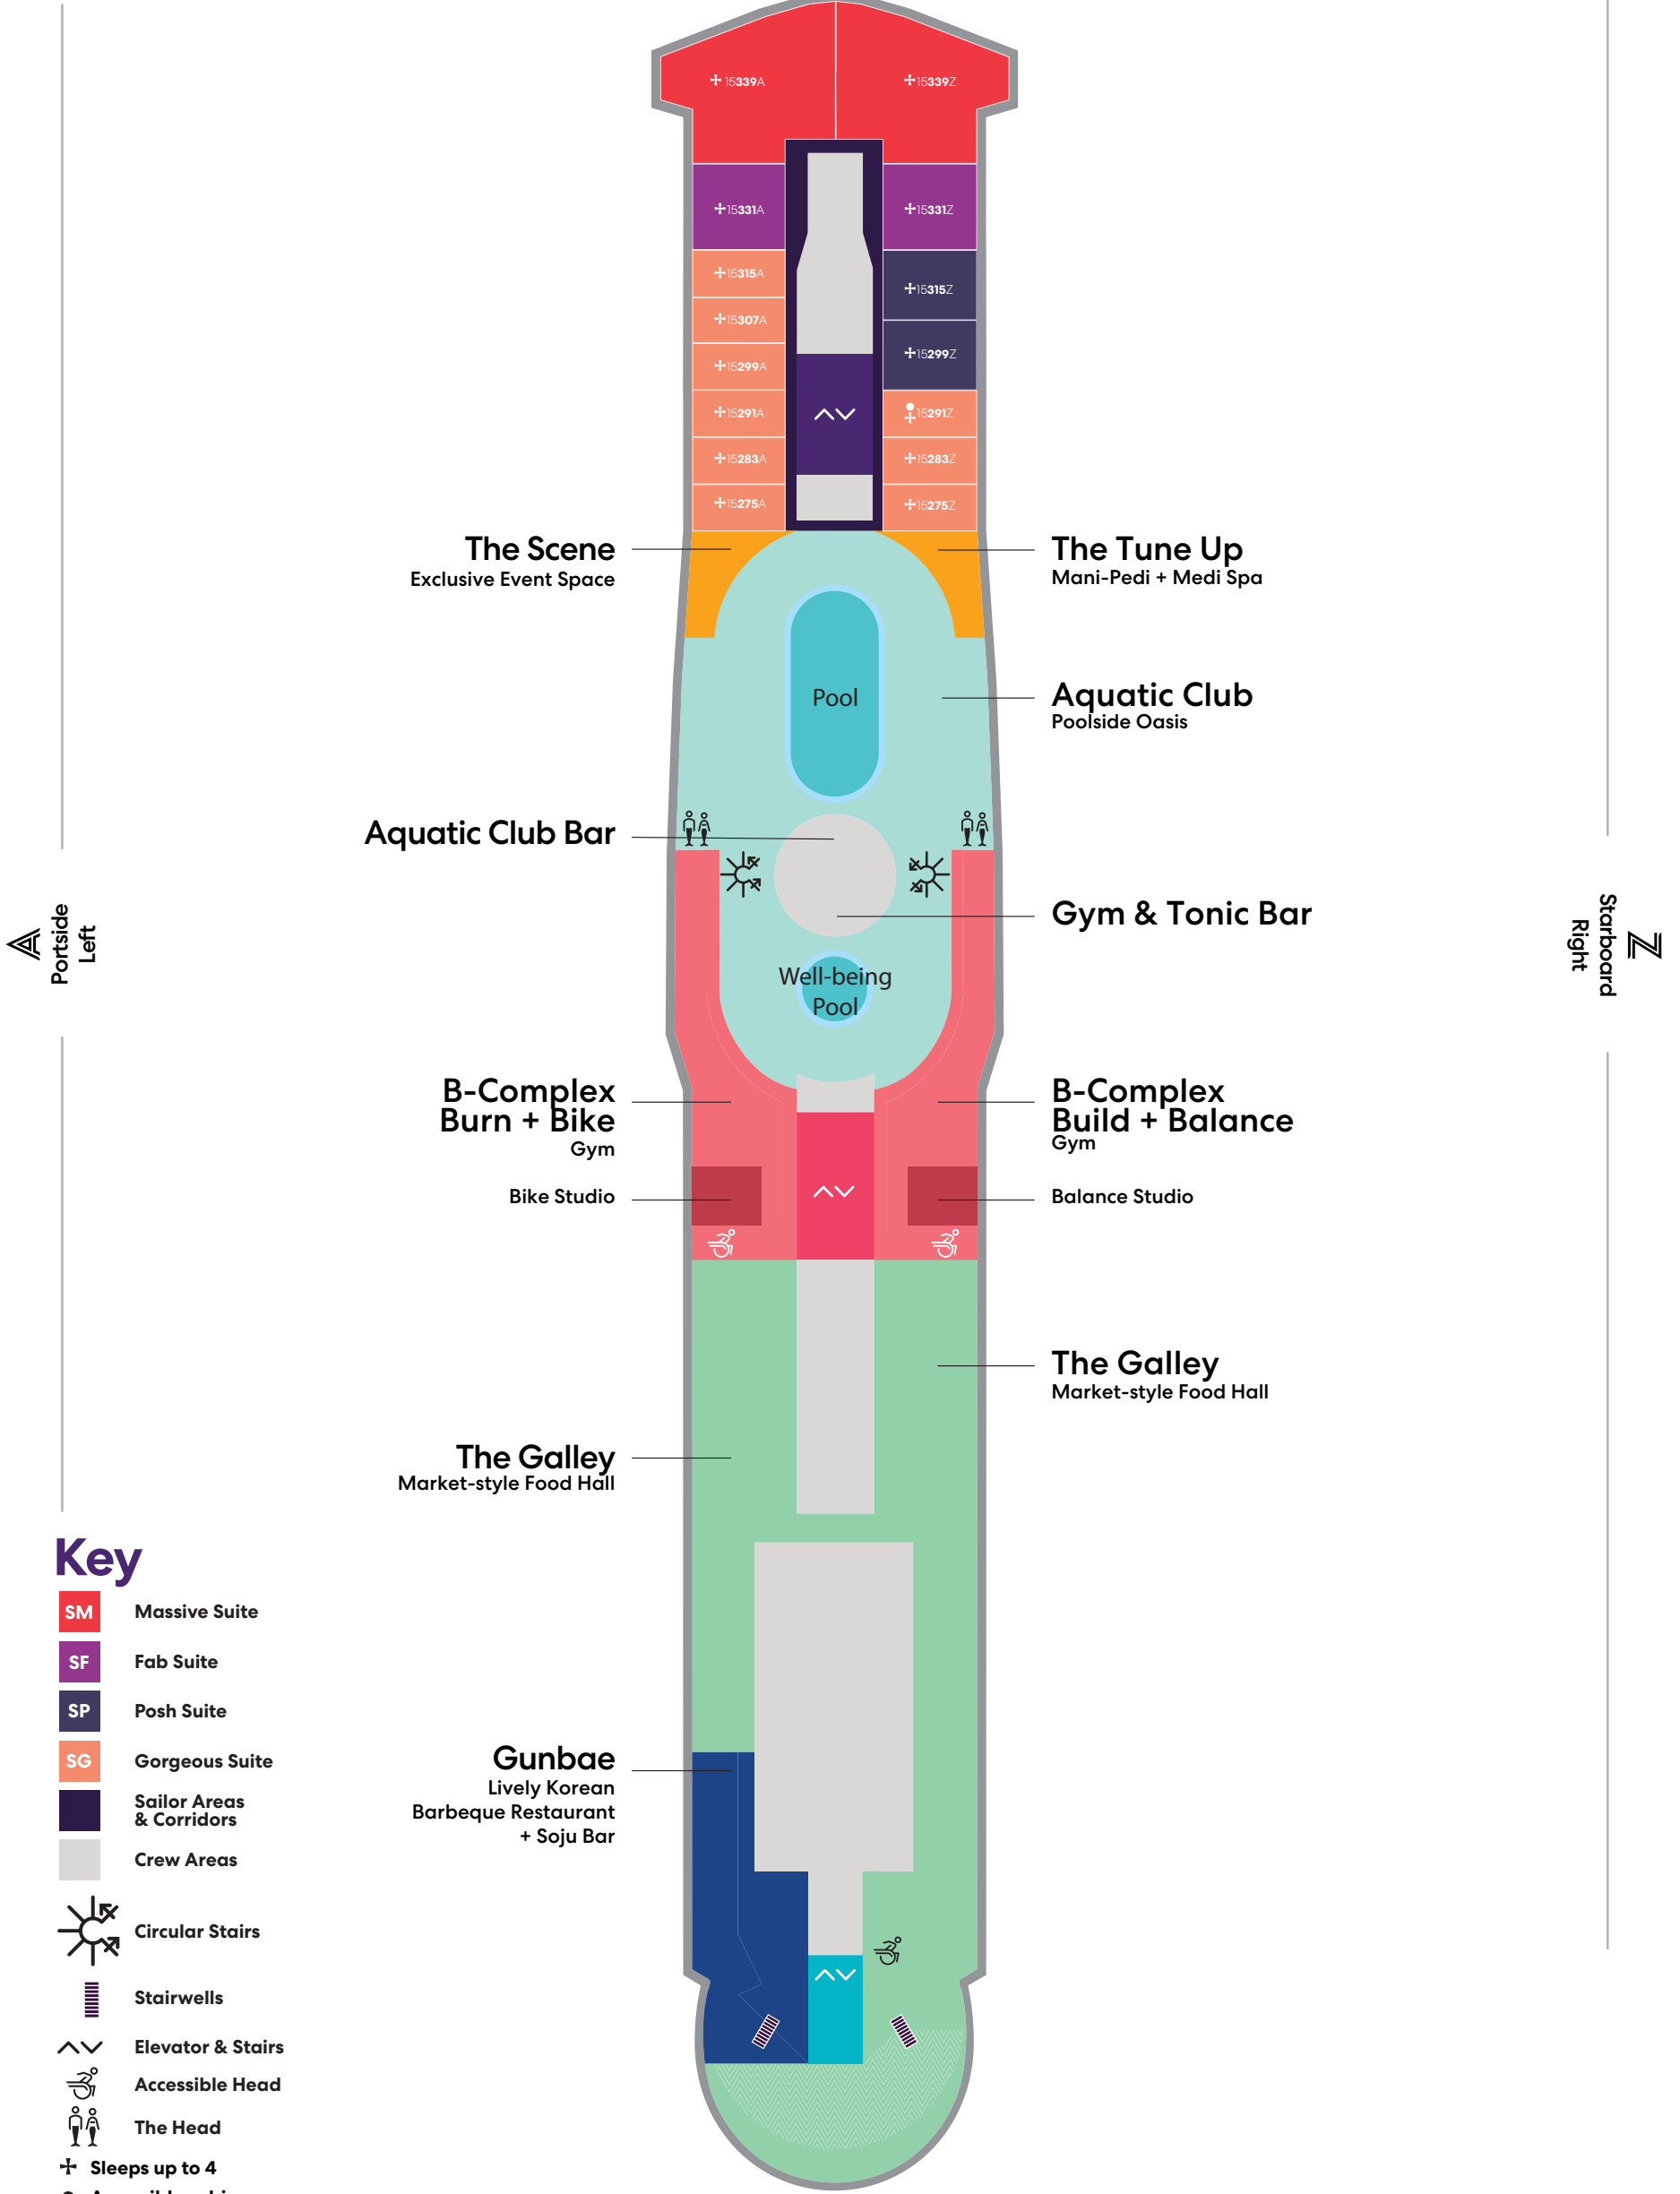 15339A
15339Z
15331A
15331Z
15315A
15315Z
15307A
15299A
15299Z
15291A
15291Z
15283A
15283Z
15275A
15275Z
The Scene
Exclusive Event Space
The Tune Up
Mani-Pedi + Medi Spa
Pool
Aquatic Club
Poolside Oasis
Aquatic Club Bar
Gym & Tonic Bar
A
Portside
Left
Z
Starboard
Right
Well-being
Pool
B-Complex
Burn + Bike
Gym
B-Complex
Build + Balance
Gym
Bike Studio
Balance Studio
The Galley
Market-style Food Hall
The Galley
Market-style Food Hall
Gunbae
Lively Korean
Barbeque Restaurant
+ Soju Bar
Key
SM Massive Suite
SF Fab Suite
SP Posh Suite
SG Gorgeous Suite
Sailor Areas
& Corridors
Crew Areas
Circular Stairs
Stairwells
Elevator & Stairs
Accessible Head
The Head
Sleeps up to 4